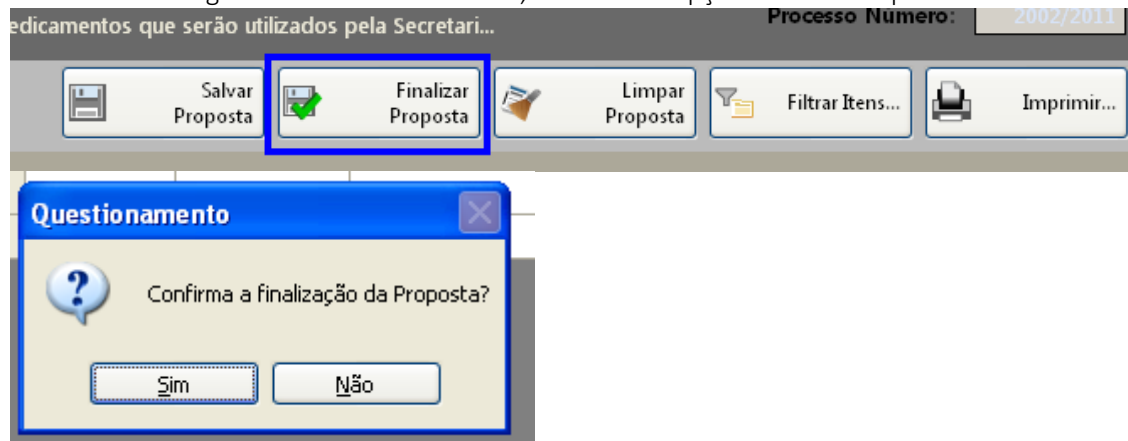 edicamentos que serão utilizados pela Secretari...
Processo Número: 2002/2011
Salvar
Proposta
Finalizar
Proposta
Limpar
Proposta
Filtrar Itens...
Imprimir...
Questionamento
Confirma a finalização da Proposta?
Sim
Não